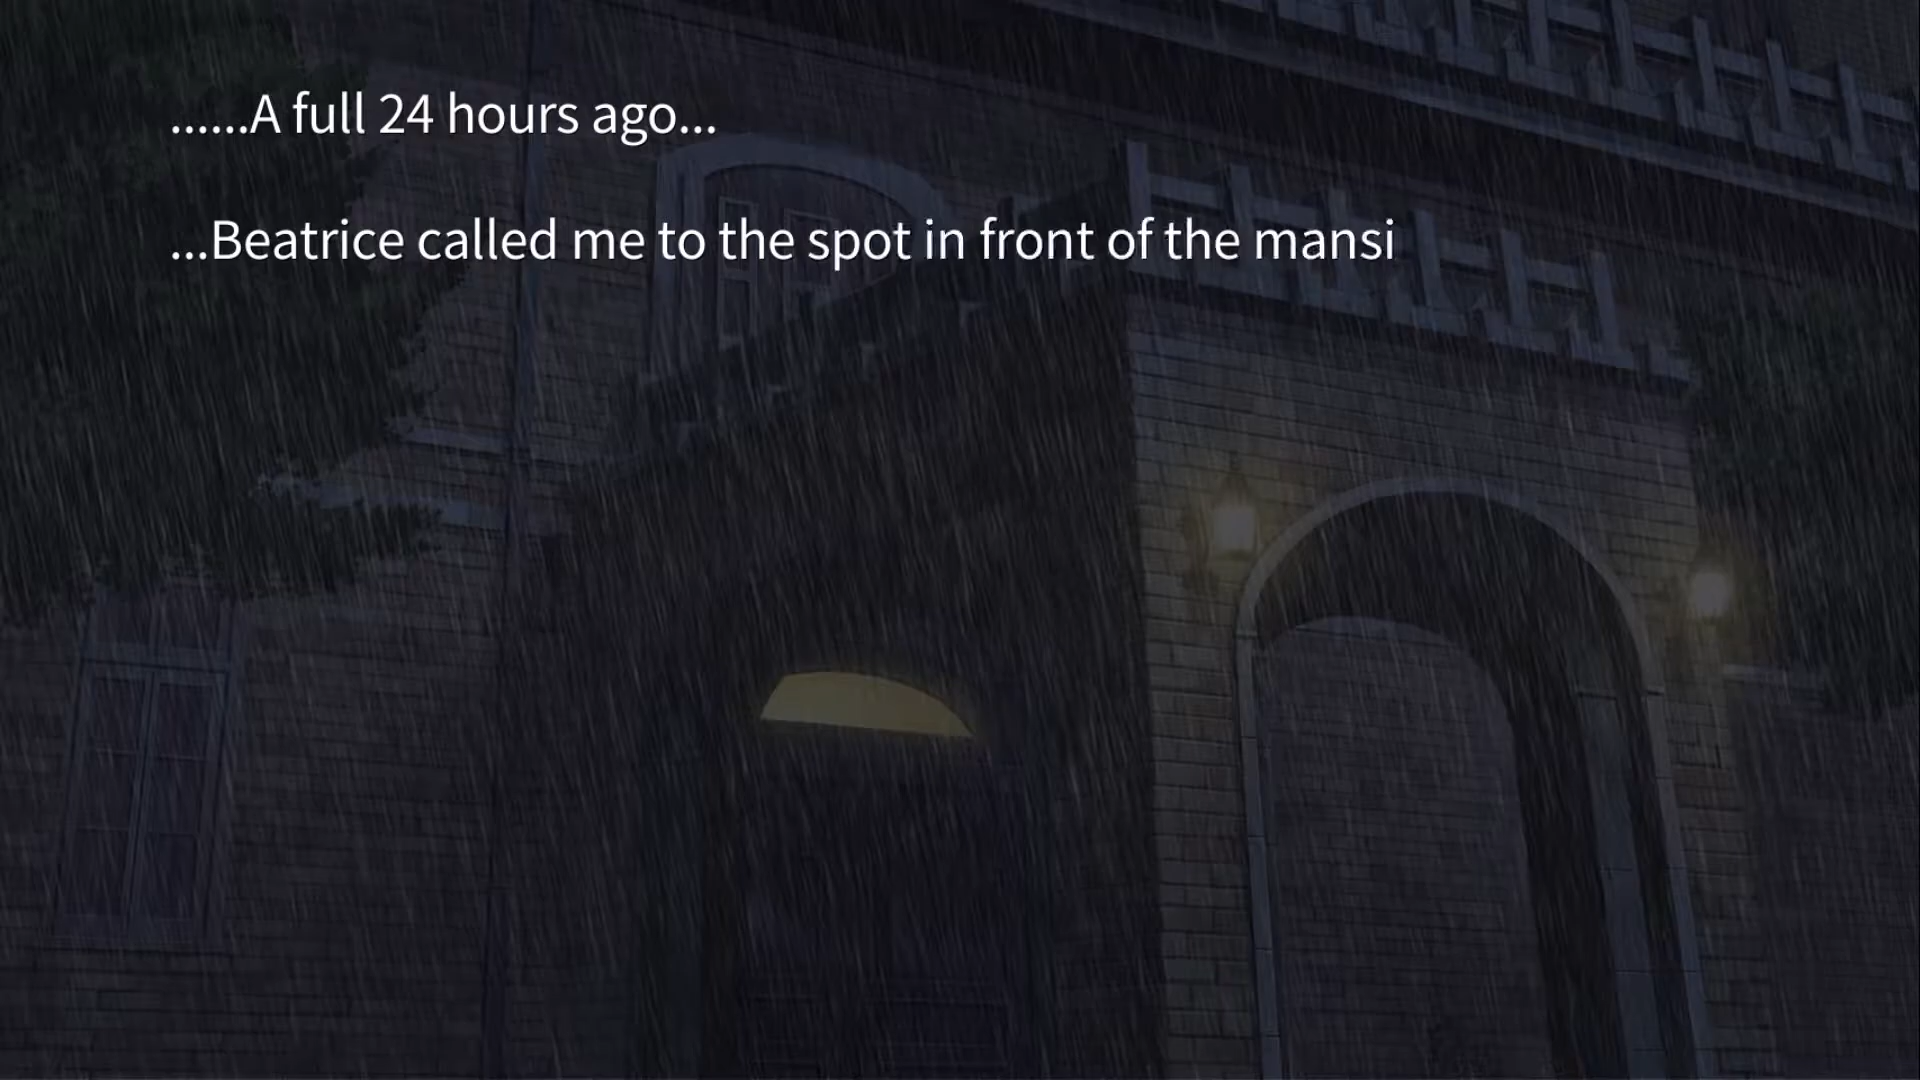 ......A full 24 hours ago...
...Beatrice called me to the spot in front of the mansi